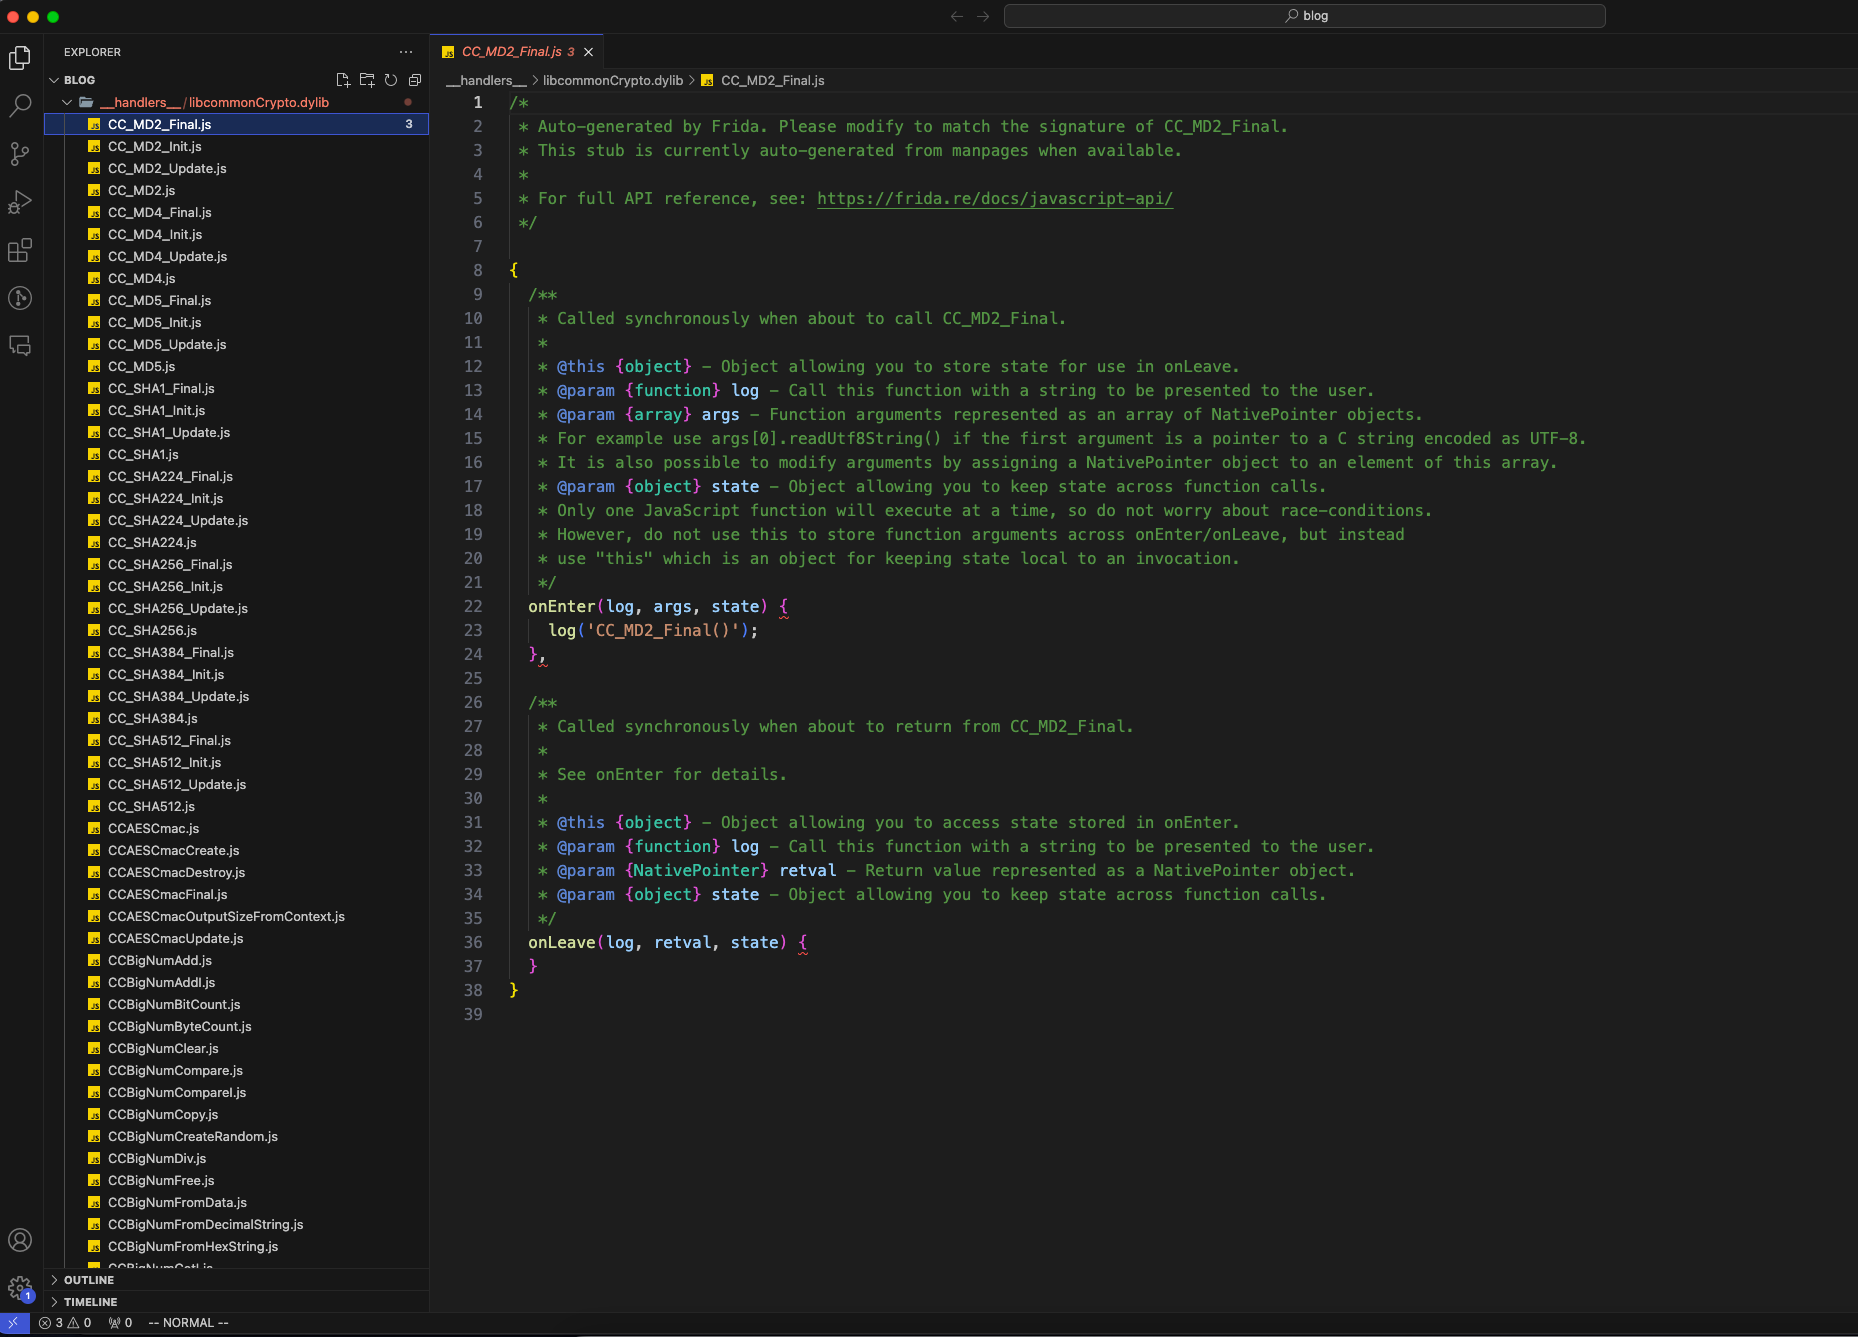 blog
EXPLORER
BLOG
__handlers__/libcommonCrypto.dylib
CC_MD2_Final.js 3
CC_MD2_Init.js
CC_MD2_Update.js
CC_MD2.js
CC_MD4_Final.js
CC_MD4_Init.js
CC_MD4_Update.js
CC_MD4.js
CC_MD5_Final.js
CC_MD5_Init.js
CC_MD5_Update.js
CC_MD5.js
CC_SHA1_Final.js
CC_SHA1_Init.js
CC_SHA1_Update.js
CC_SHA1.js
CC_SHA224_Final.js
CC_SHA224_Init.js
CC_SHA224_Update.js
CC_SHA224.js
CC_SHA256_Final.js
CC_SHA256_Init.js
CC_SHA256_Update.js
CC_SHA256.js
CC_SHA384_Final.js
CC_SHA384_Init.js
CC_SHA384_Update.js
CC_SHA384.js
CC_SHA512_Final.js
CC_SHA512_Init.js
CC_SHA512_Update.js
CC_SHA512.js
CCAESCmac.js
CCAESCmacCreate.js
CCAESCmacDestroy.js
CCAESCmacFinal.js
CCAESCmacOutputSizeFromContext.js
CCAESCmacUpdate.js
CCBigNumAdd.js
CCBigNumAddI.js
CCBigNumBitCount.js
CCBigNumByteCount.js
CCBigNumClear.js
CCBigNumCompare.js
CCBigNumCompareI.js
CCBigNumCopy.js
CCBigNumCreateRandom.js
CCBigNumDiv.js
CCBigNumFree.js
CCBigNumFromData.js
CCBigNumFromDecimalString.js
CCBigNumFromHexString.js
OUTLINE
TIMELINE
CC_MD2_Final.js 3
__handlers__ > libcommonCrypto.dylib > CC_MD2_Final.js
1 /*
2 * Auto-generated by Frida. Please modify to match the signature of CC_MD2_Final.
3 * This stub is currently auto-generated from manpages when available.
4 *
5 * For full API reference, see: https://frida.re/docs/javascript-api/
6 */
7
8 {
9 /**
10 * Called synchronously when about to call CC_MD2_Final.
11 *
12 * @this {object} - Object allowing you to store state for use in onLeave.
13 * @param {function} log - Call this function with a string to be presented to the user.
14 * @param {array} args - Function arguments represented as an array of NativePointer objects.
15 * For example use args[0].readUtf8String() if the first argument is a pointer to a C string encoded as UTF-8.
16 * It is also possible to modify arguments by assigning a NativePointer object to an element of this array.
17 * @param {object} state - Object allowing you to keep state across function calls.
18 * Only one JavaScript function will execute at a time, so do not worry about race-conditions.
19 * However, do not use this to store function arguments across onEnter/onLeave, but instead
20 * use "this" which is an object for keeping state local to an invocation.
21 */
22 onEnter(log, args, state) {
23 log('CC_MD2_Final()');
24 },
25
26 /**
27 * Called synchronously when about to return from CC_MD2_Final.
28 *
29 * See onEnter for details.
30 *
31 * @this {object} - Object allowing you to access state stored in onEnter.
32 * @param {function} log - Call this function with a string to be presented to the user.
33 * @param {NativePointer} retval - Return value represented as a NativePointer object.
34 * @param {object} state - Object allowing you to keep state across function calls.
35 */
36 onLeave(log, retval, state) {
37 }
38 }
39
1
3 0 0 -- NORMAL --